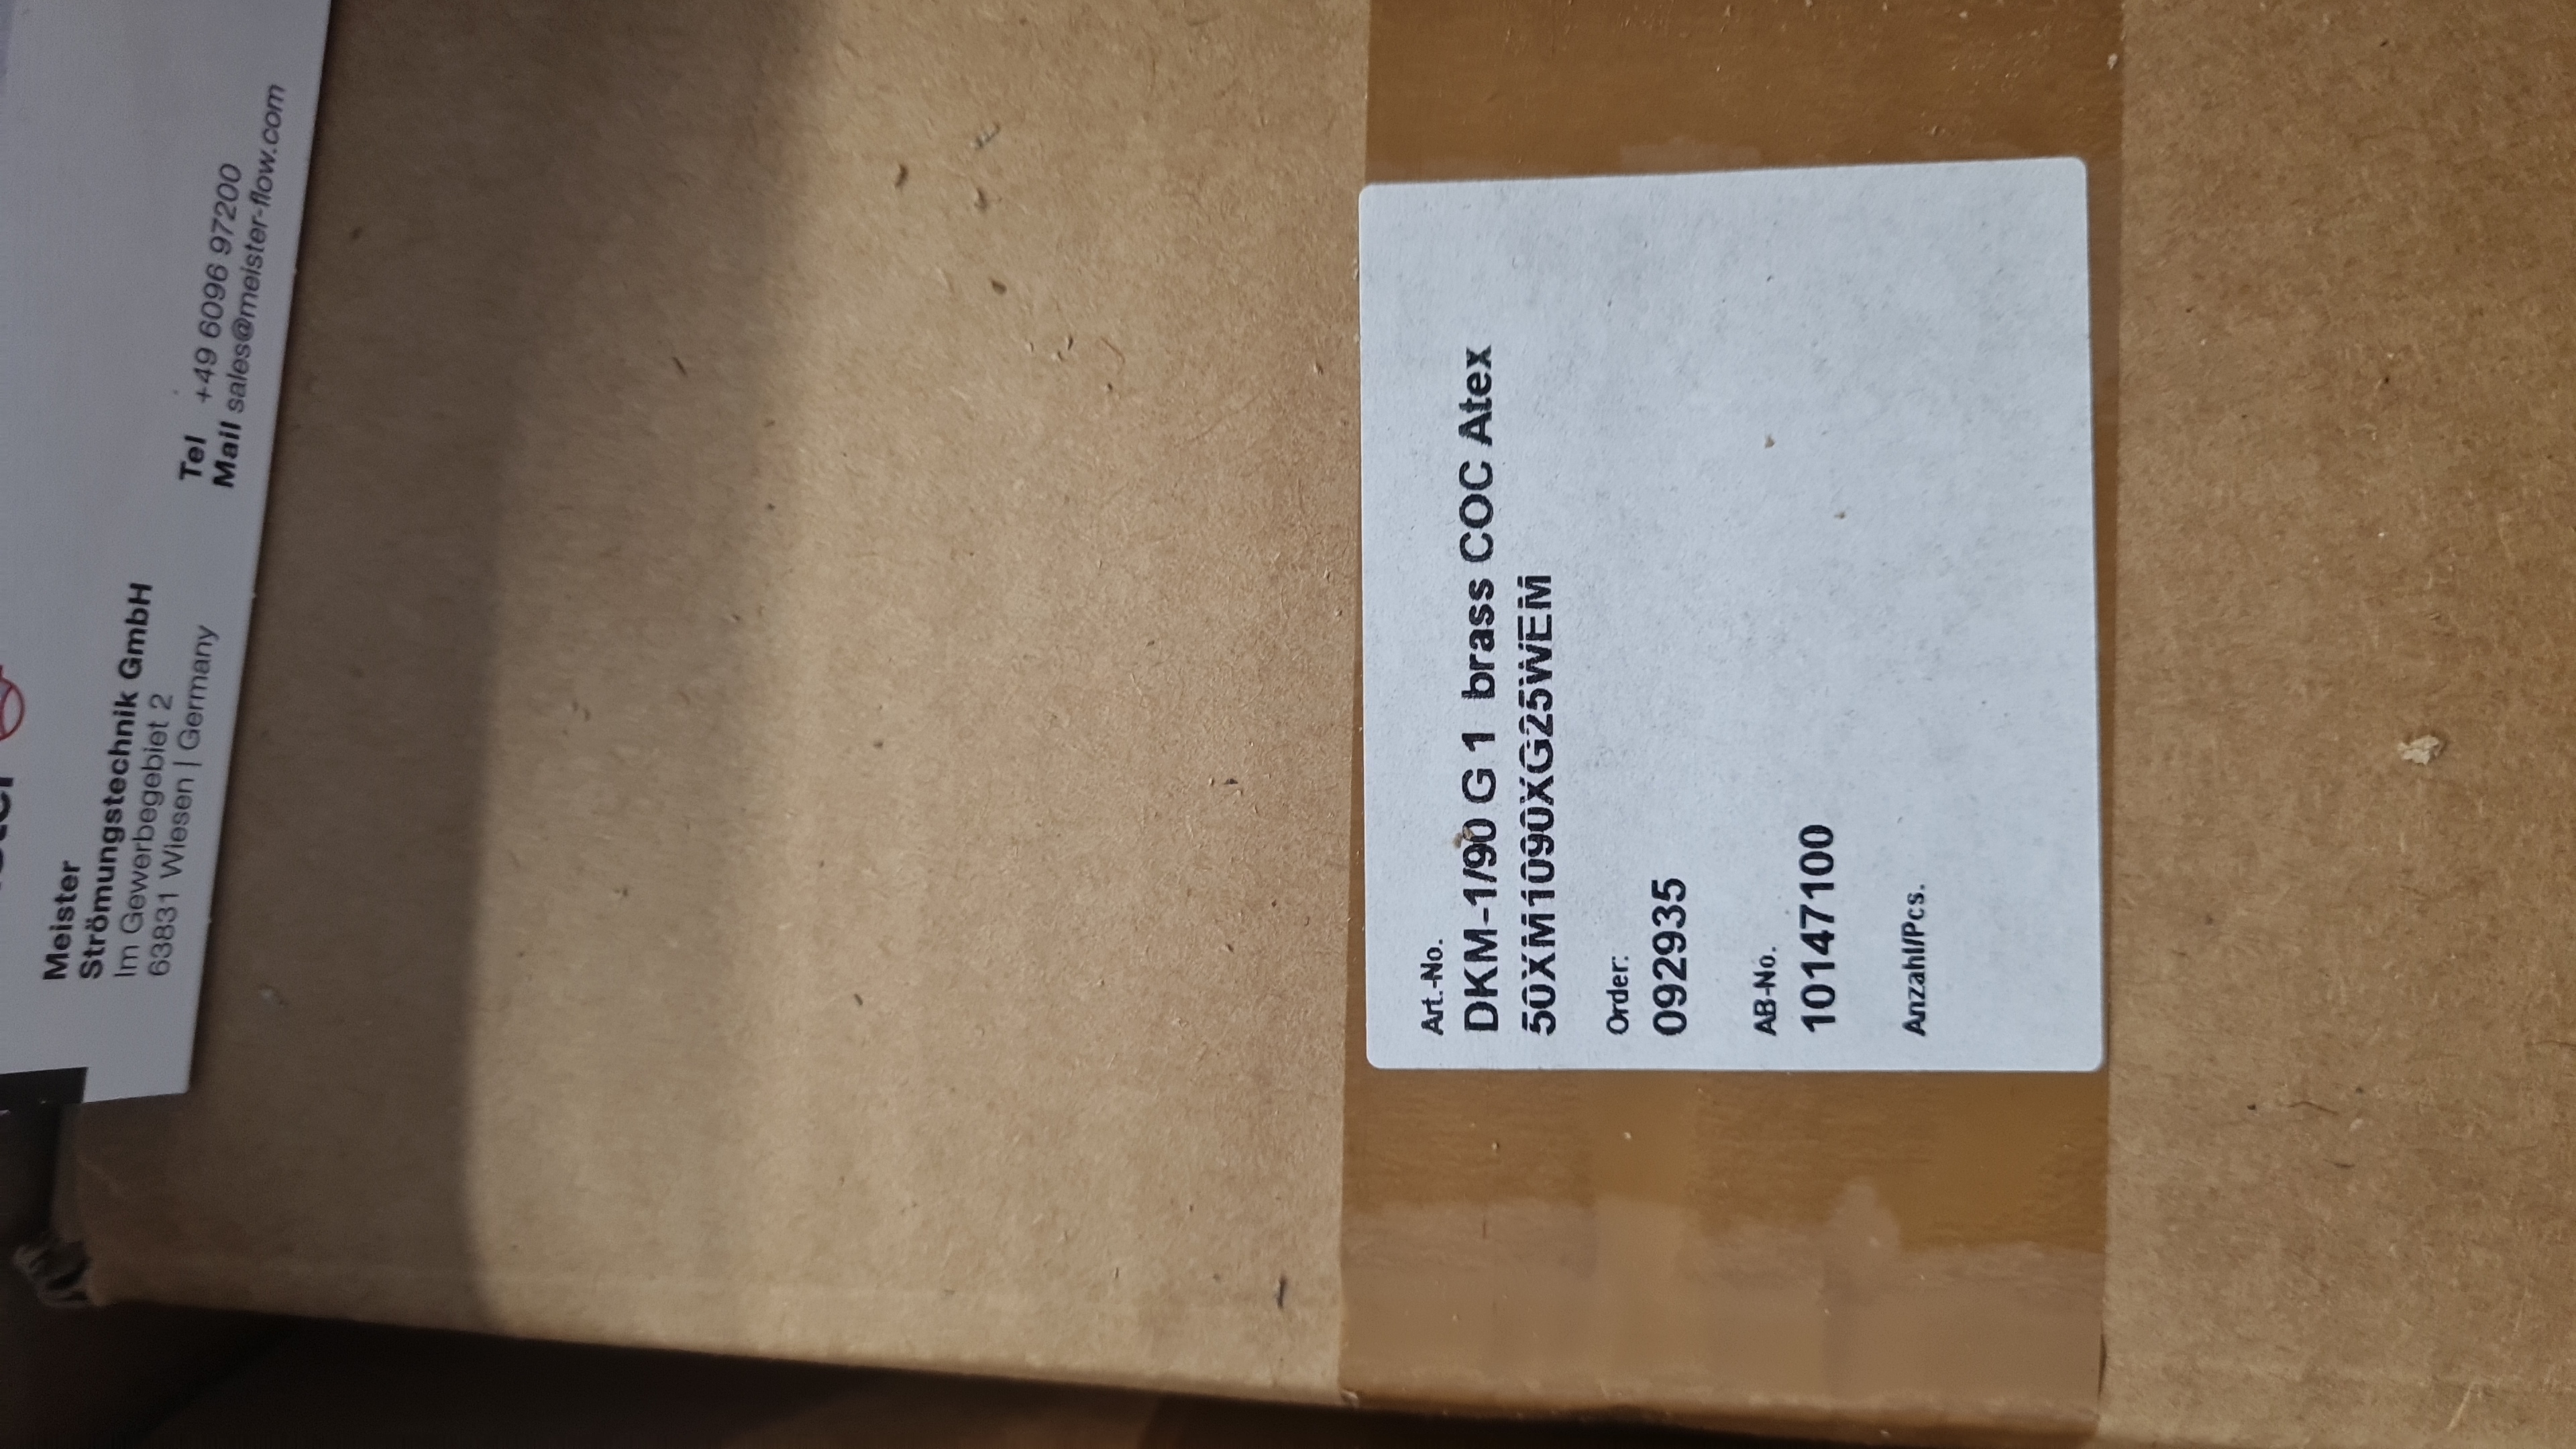 Meister
Strömungstechnik GmbH
Im Gewerbegebiet 2
63831 Wiesen | Germany
Tel +49 6096 97200
Mail sales@meister-flow.com
Art.-No.
DKM-1/90 G 1 brass COC Atex
50XM1090XG25WEM
Order:
092935
AB-No.
10147100
Anzahl/Pcs.